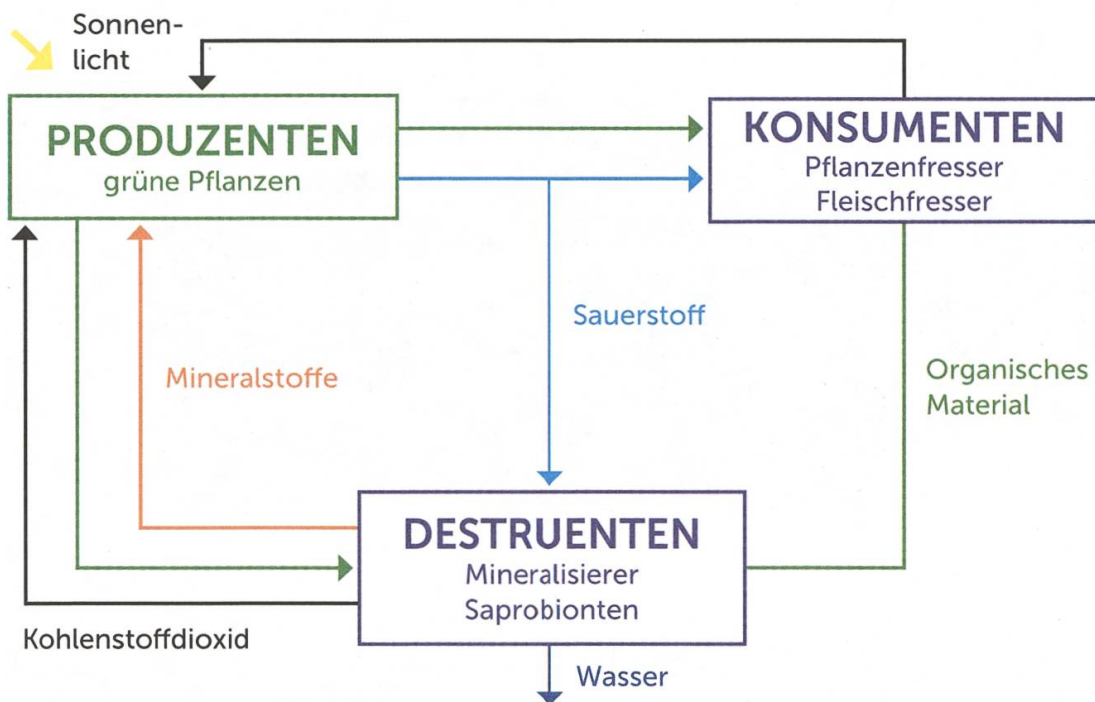 Sonnen-
licht
PRODUZENTEN
grüne Pflanzen
KONSUMENTEN
Pflanzenfresser
Fleischfresser
Sauerstoff
Mineralstoffe
Organisches
Material
DESTRUENTEN
Mineralisierer
Saprobionten
Kohlenstoffdioxid
Wasser